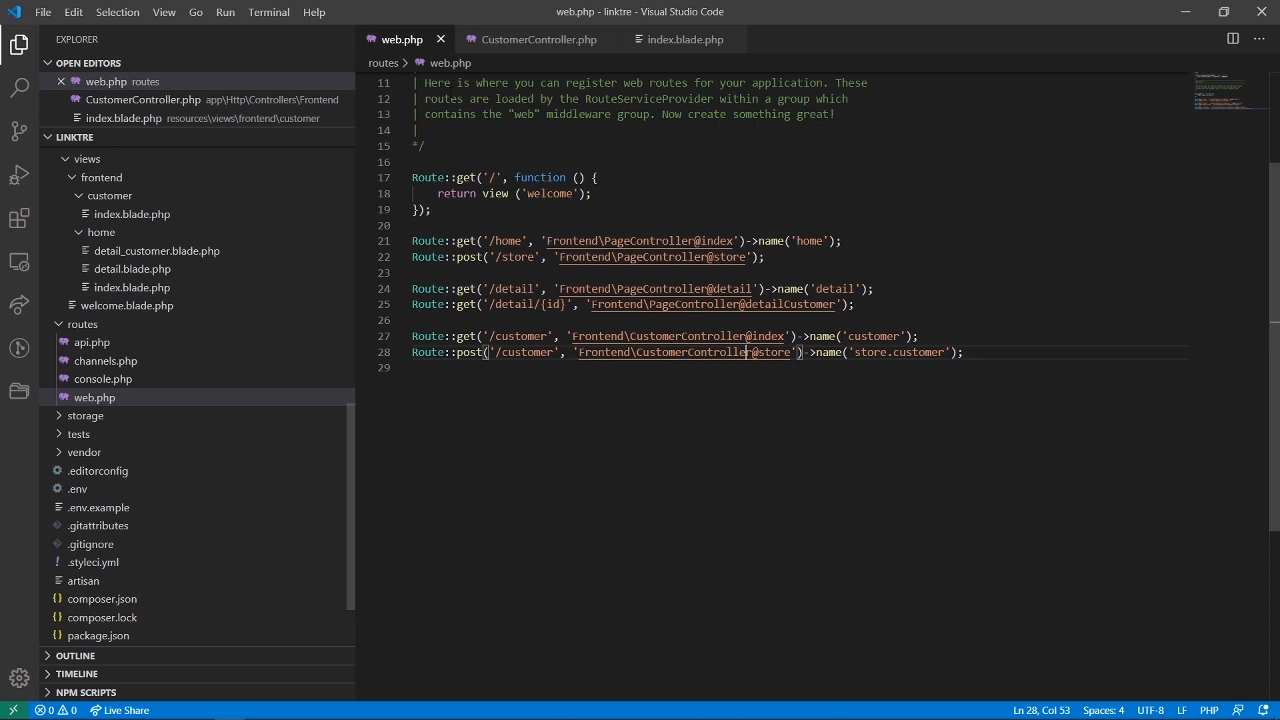 File Edit Selection View Go Run Terminal Help
web.php - linktre - Visual Studio Code
EXPLORER
OPEN EDITORS
web.php routes
CustomerController.php app\Http\Controllers\Frontend
index.blade.php resources\views\frontend\customer
LINKTRE
views
frontend
customer
index.blade.php
home
detail_customer.blade.php
detail.blade.php
index.blade.php
welcome.blade.php
routes
api.php
channels.php
console.php
web.php
storage
tests
vendor
.editorconfig
.env
.env.example
.gitattributes
.gitignore
.styleci.yml
artisan
composer.json
composer.lock
package.json
OUTLINE
TIMELINE
NPM SCRIPTS
web.php CustomerController.php index.blade.php
routes > web.php
11 | Here is where you can register web routes for your application. These
12 | routes are loaded by the RouteServiceProvider within a group which
13 | contains the "web" middleware group. Now create something great!
14 |
15 */
16
17 Route::get('/', function () {
18 return view ('welcome');
19 });
20
21 Route::get('/home', 'Frontend\PageController@index')->name('home');
22 Route::post('/store', 'Frontend\PageController@store');
23
24 Route::get('/detail', 'Frontend\PageController@detail')->name('detail');
25 Route::get('/detail/{id}', 'Frontend\PageController@detailCustomer');
26
27 Route::get('/customer', 'Frontend\CustomerController@index')->name('customer');
28 Route::post('/customer', 'Frontend\CustomerController@store')->name('store.customer');
29
0 0 Live Share
Ln 28, Col 53 Spaces: 4 UTF-8 LF PHP